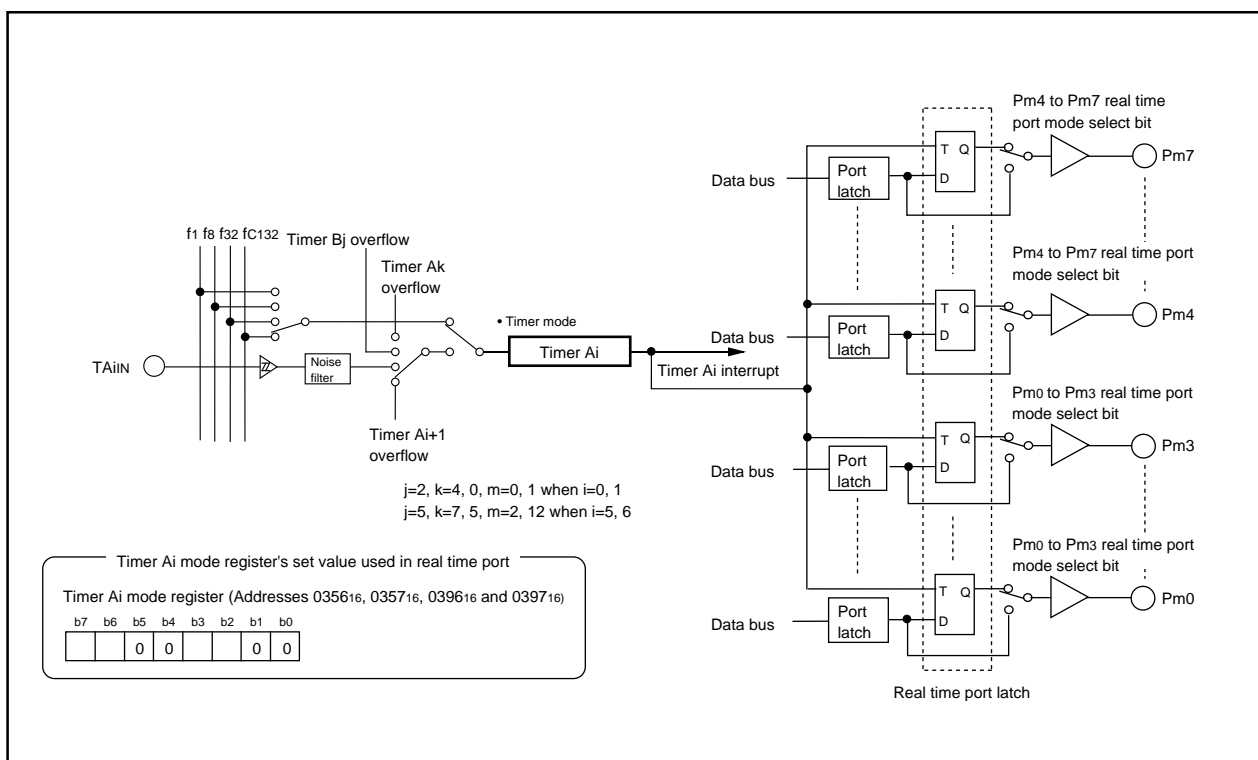 f1 f8 f32 fC132
Timer Bj overflow
Timer Ak
overflow
TAiIN
Noise
filter
Timer Ai+1
overflow
• Timer mode
Timer Ai
Timer Ai interrupt
j=2, k=4, 0, m=0, 1 when i=0, 1
j=5, k=7, 5, m=2, 12 when i=5, 6
Pm4 to Pm7 real time
port mode select bit
Data bus
Port
latch
T Q
D
Pm7
Pm4 to Pm7 real time port
mode select bit
Data bus
Port
latch
T Q
D
Pm4
Pm0 to Pm3 real time port
mode select bit
Data bus
Port
latch
T Q
D
Pm3
Pm0 to Pm3 real time port
mode select bit
Data bus
Port
latch
T Q
D
Pm0
Real time port latch
Timer Ai mode register's set value used in real time port
Timer Ai mode register (Addresses 035616, 035716, 039616 and 039716)
b7 b6 b5 b4 b3 b2 b1 b0
0 0 0 0